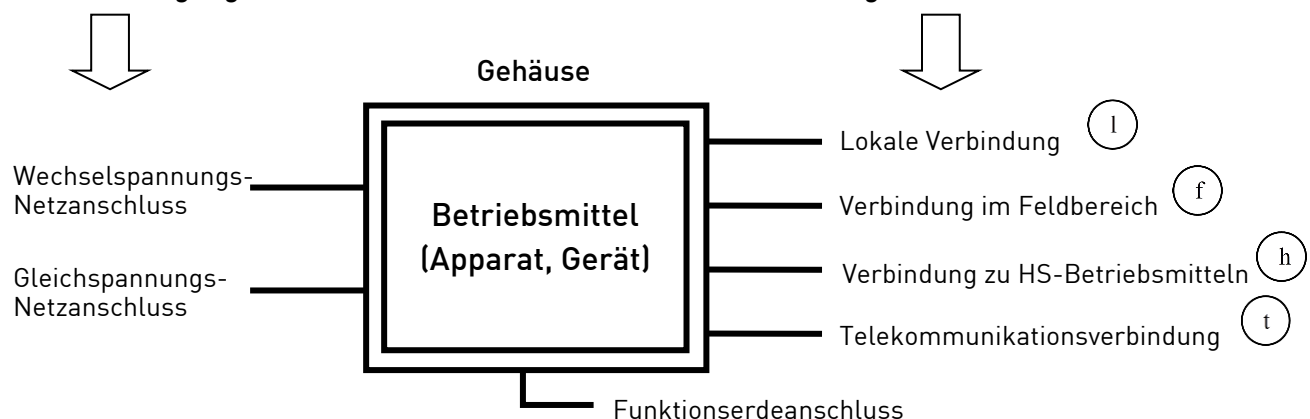 Gehäuse
Wechselspannungs-
Netzanschluss
Gleichspannungs-
Netzanschluss
Betriebsmittel
(Apparat, Gerät)
Lokale Verbindung l
Verbindung im Feldbereich f
Verbindung zu HS-Betriebsmitteln h
Telekommunikationsverbindung t
Funktionserdeanschluss